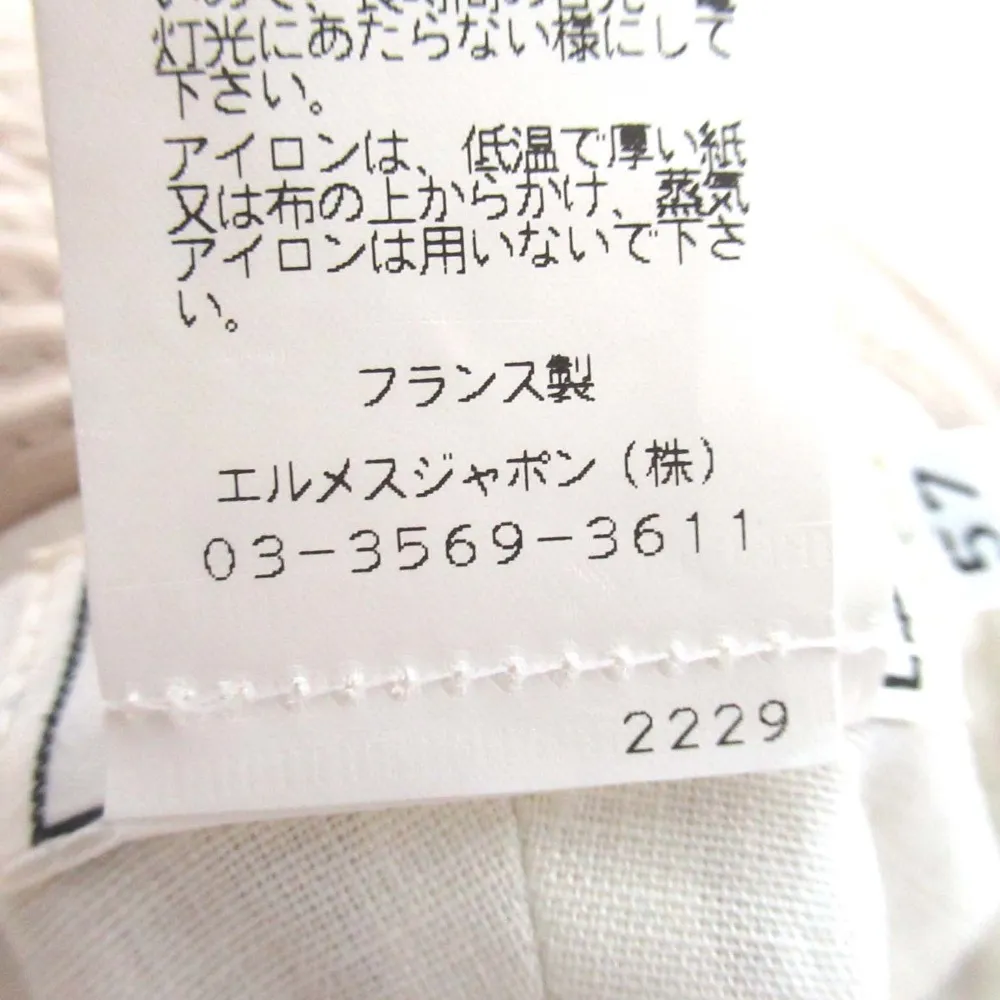 灯光にあたらない様にして
下さい。
アイロンは、低温で厚い紙
又は布の上からかけ、蒸気
アイロンは用いないで下さ
い。
フランス製
エルメスジャポン（株）
03-3569-3611
2229
57